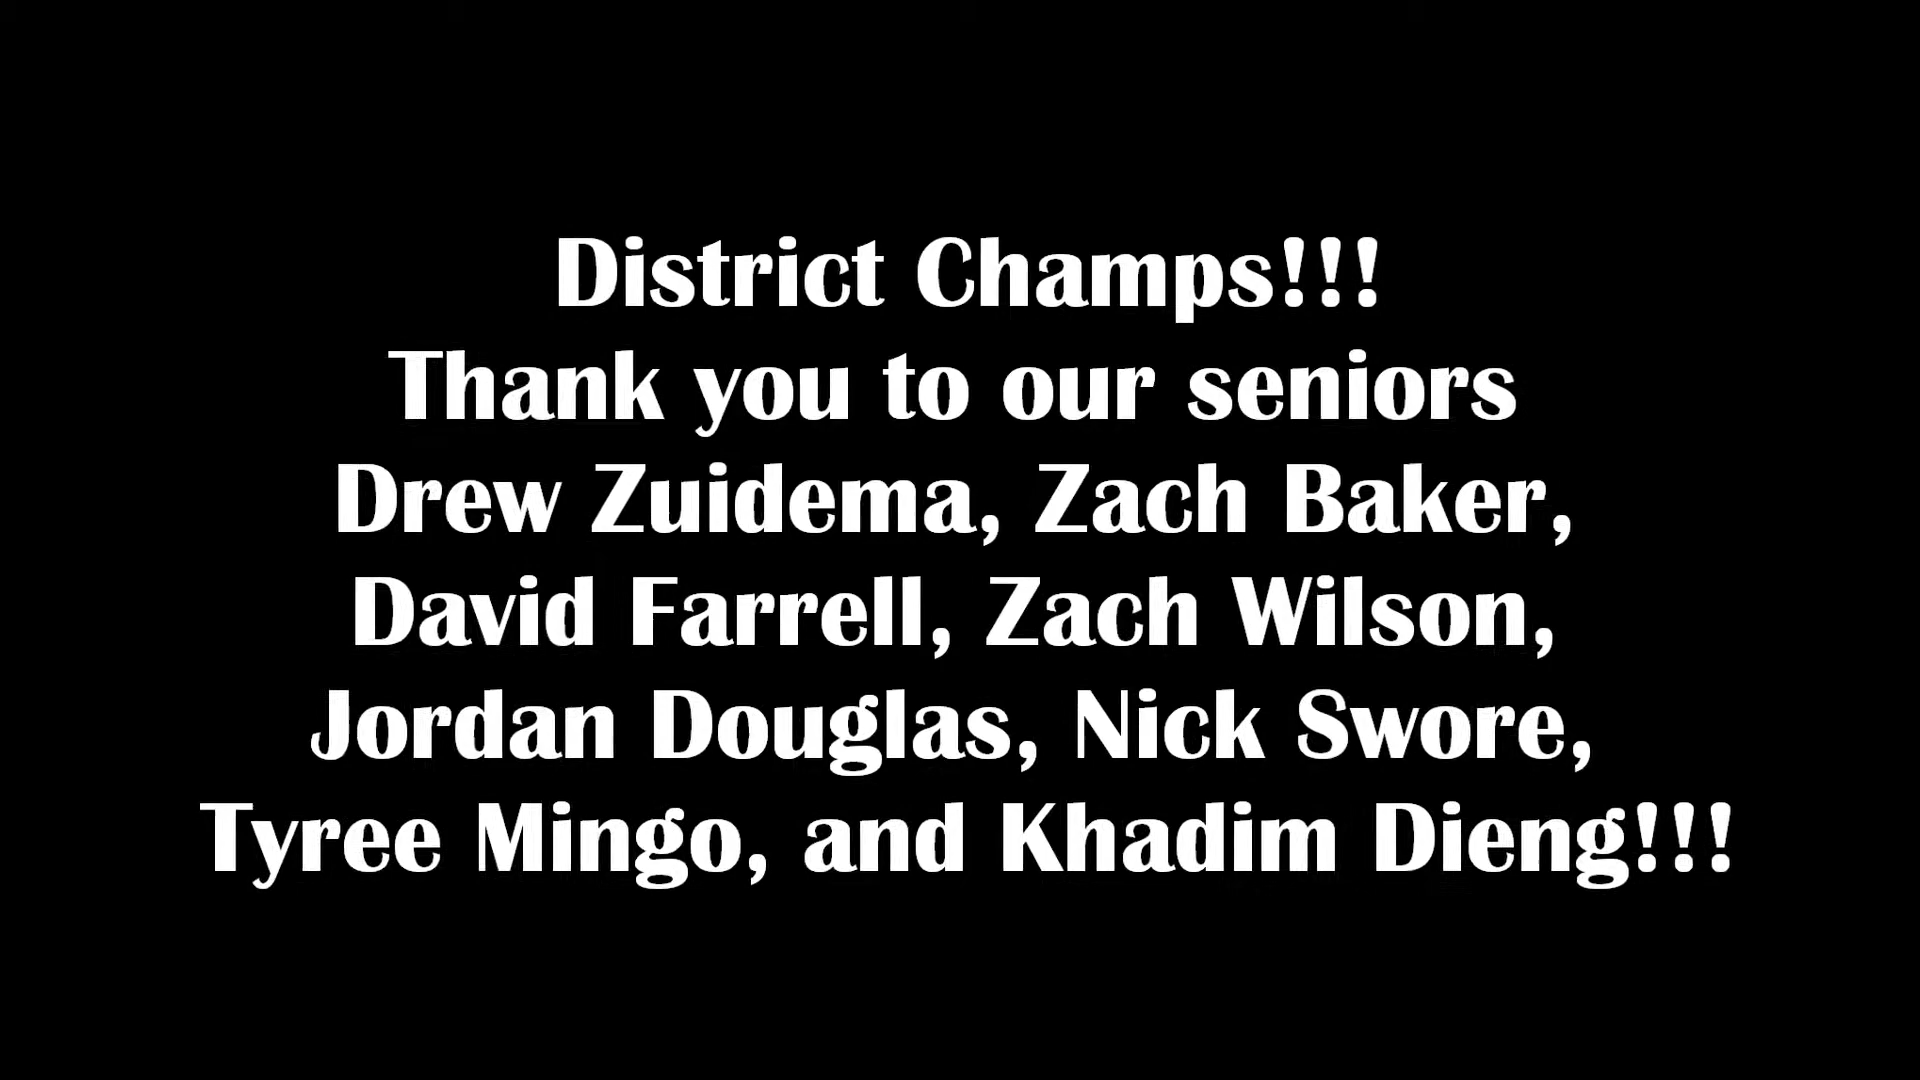 District Champs!!!
Thank you to our seniors
Drew Zuidema, Zach Baker,
David Farrell, Zach Wilson,
Jordan Douglas, Nick Swore,
Tyree Mingo, and Khadim Dieng!!!